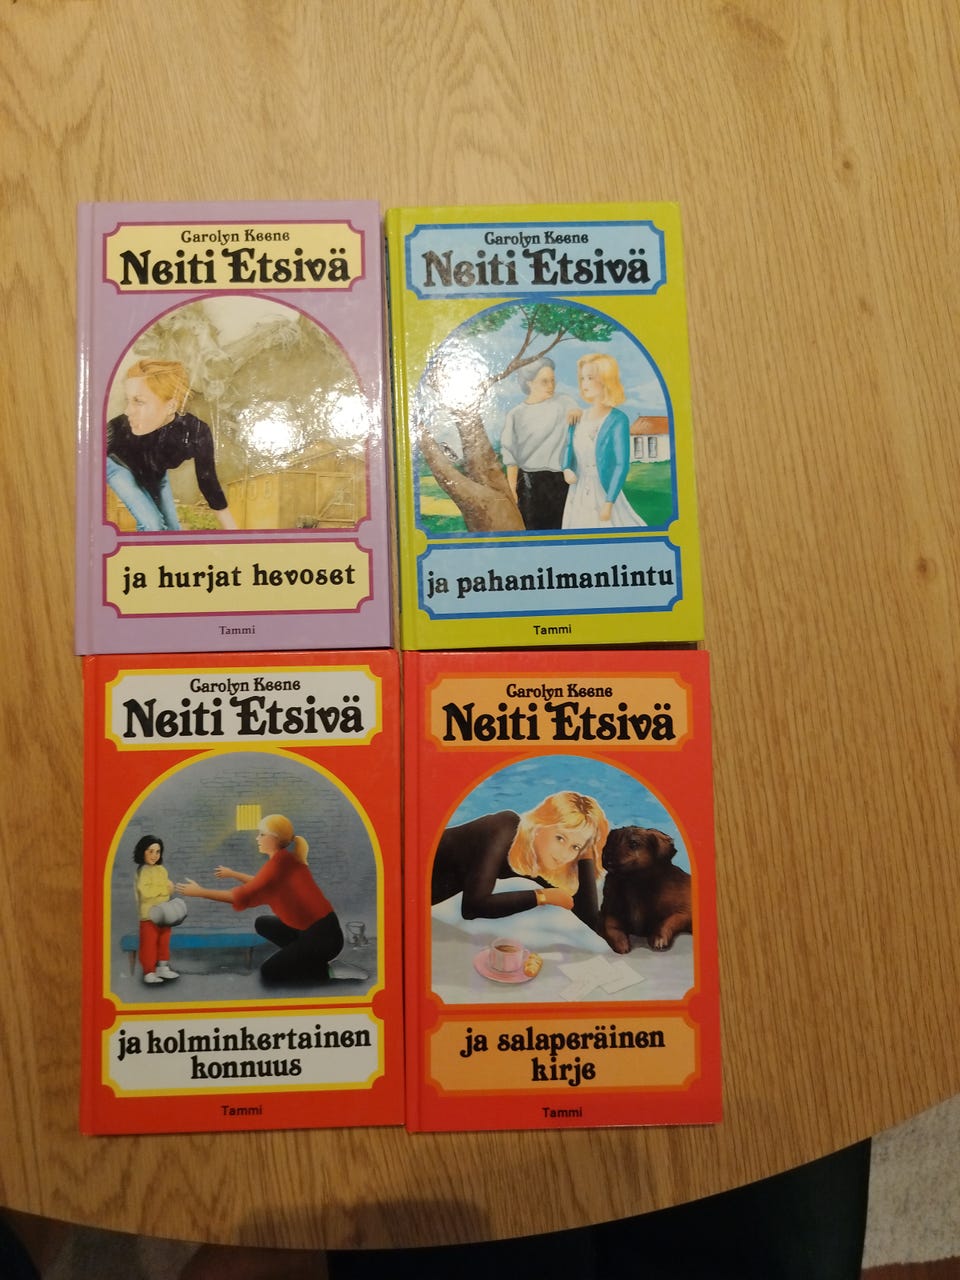 Carolyn Keene
Neiti Etsivä
ja hurjat hevoset
Tammi
Carolyn Keene
Neiti Etsivä
ja pahanilmanlintu
Tammi
Carolyn Keene
Neiti Etsivä
ja kolminkertainen
konnuus
Tammi
Carolyn Keene
Neiti Etsivä
ja salaperäinen
kirje
Tammi